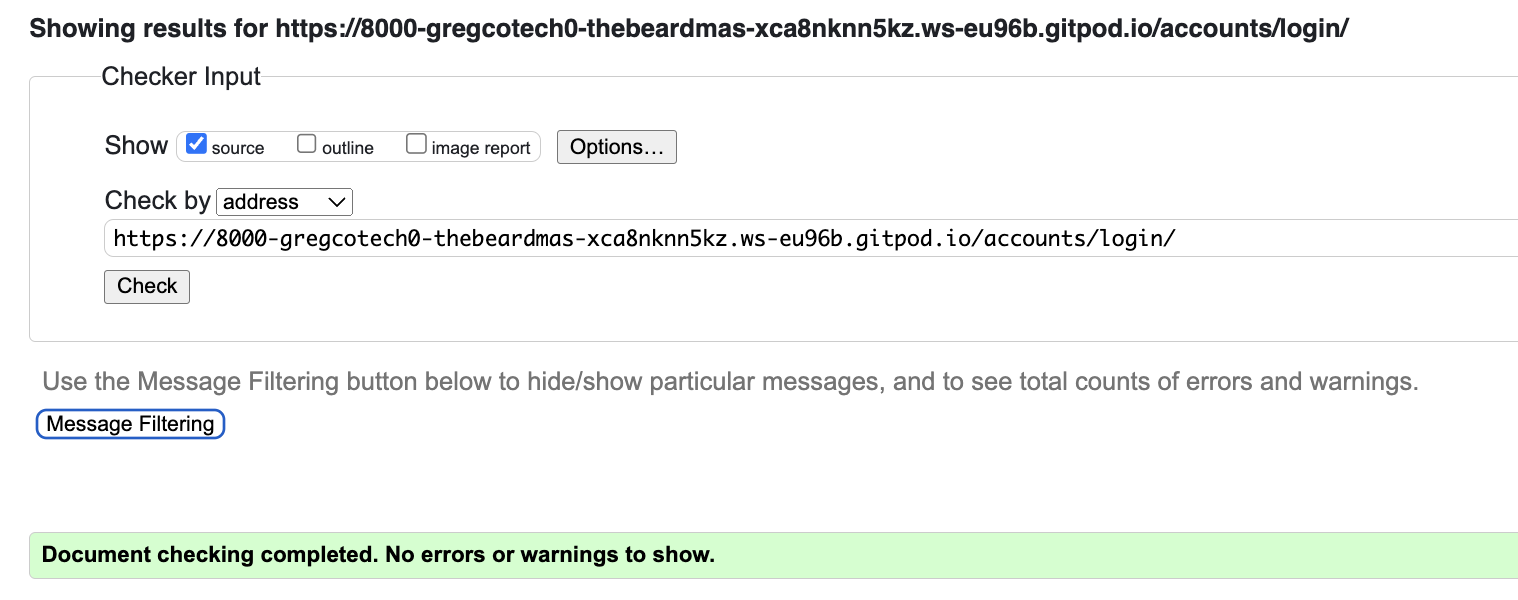 Showing results for https://8000-gregcotech0-thebeardmas-xca8nknn5kz.ws-eu96b.gitpod.io/accounts/login/
Checker Input
Show source outline image report Options...
Check by address
https://8000-gregcotech0-thebeardmas-xca8nknn5kz.ws-eu96b.gitpod.io/accounts/login/
Check
Use the Message Filtering button below to hide/show particular messages, and to see total counts of errors and warnings.
Message Filtering
Document checking completed. No errors or warnings to show.